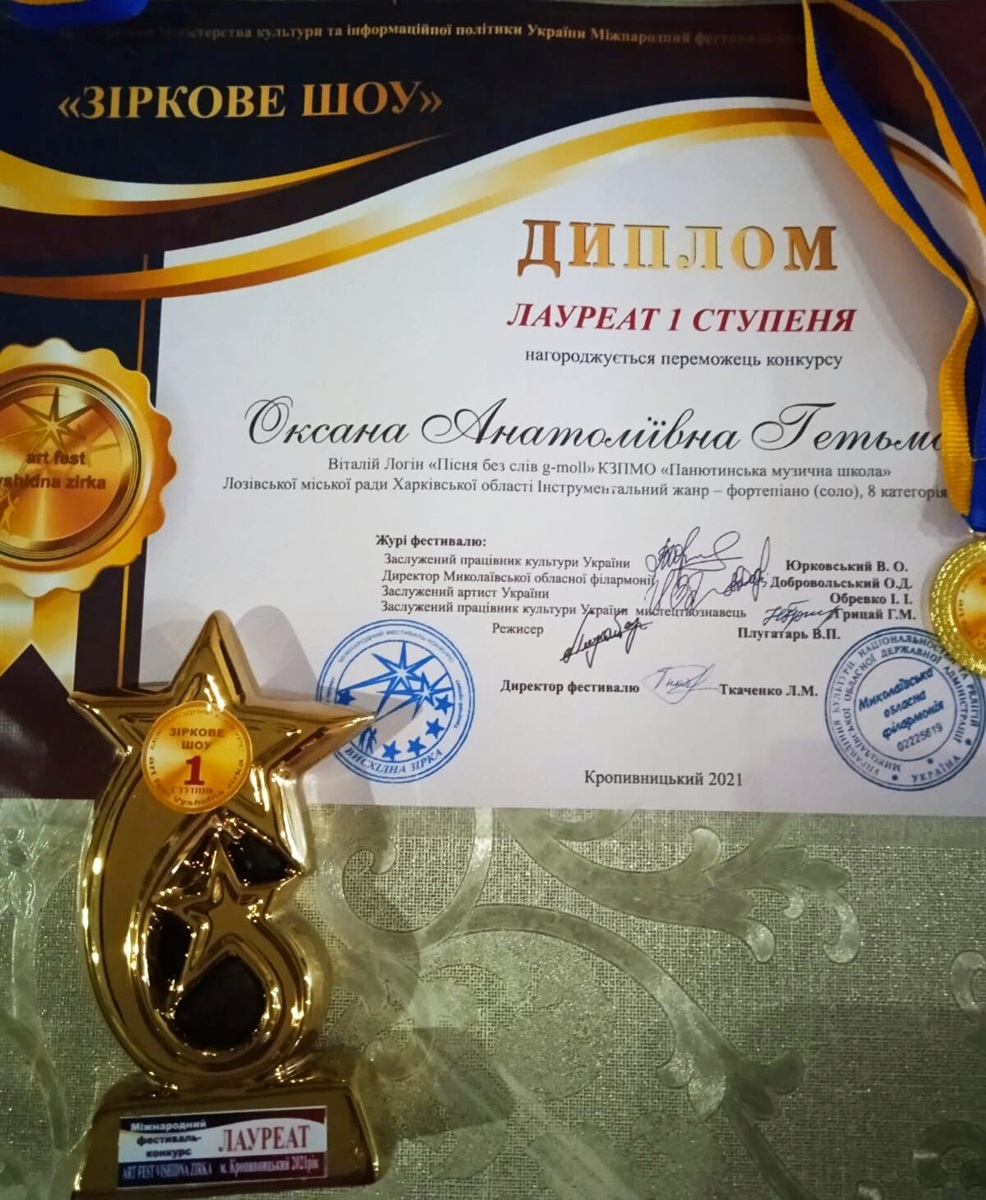 Міністерства культури та інформаційної політики України Міжнародний
«ЗІРКОВЕ ШОУ»
ДИПЛОМ
ЛАУРЕАТ 1 СТУПЕНЯ
нагороджується переможець конкурсу
Оксана Анатоліївна Гетьма
Віталій Логін «Пісня без слів g-moll» КЗПМО «Панютинська музична школа»
Лозівської міської ради Харківської області Інструментальний жанр – фортепіано (соло), 8 категорія
art fest
yshidna zirka
Журі фестивалю:
Заслужений працівник культури України Юрковський В. О.
Директор Миколаївської обласної філармонії Добровольський О.Д.
Заслужений артист України Обревко І. І.
Заслужений працівник культури України мистецтвознавець Грицай Г.М.
Режисер Плугатарь В.П.
Директор фестивалю Ткаченко Л.М.
МІЖНАРОДНИЙ ФЕСТИВАЛЬ-КОНКУРС
ВИСХІДНА ЗІРКА
Миколаївська
обласна
філармонія
02225619
УКРАЇНА
Кропивницький 2021
ЗІРКОВЕ
ШОУ
1
СТУПІНЬ
Міжнародний
фестиваль-
конкурс
ЛАУРЕАТ
ART FEST VISHIDNA ZIRKA м. Кропивницький 2021рік